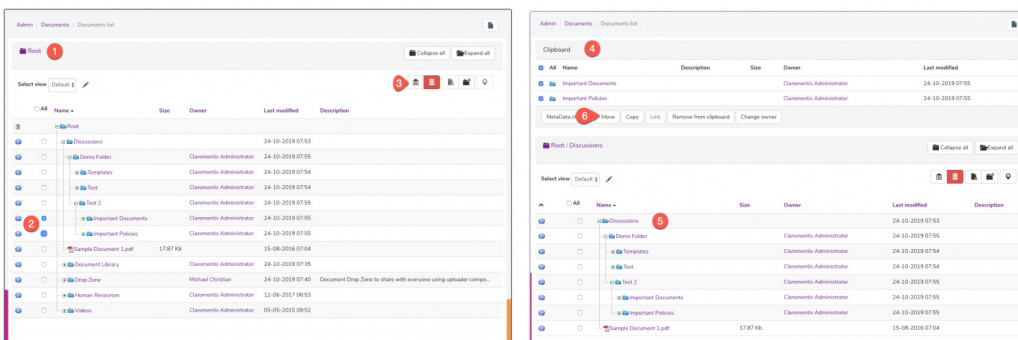 Admin / Documents / Documents list
Root 1
Collapse all Expand all
Select view Default 3
All Name Size Owner Last modified Description
Root
Discussions 24-10-2019 07:53
Demo Folder Claromentis Administrator 24-10-2019 07:55
Templates Claromentis Administrator 24-10-2019 07:54
Test Claromentis Administrator 24-10-2019 07:54
Test 2 Claromentis Administrator 24-10-2019 07:55
2 Important Documents Claromentis Administrator 24-10-2019 07:55
Important Policies Claromentis Administrator 24-10-2019 07:55
Sample Document 1.pdf 17.87 Kb 15-08-2016 07:04
Document Library Claromentis Administrator 24-10-2019 07:35
Drop Zone Michael Christian 24-10-2019 07:40 Document Drop Zone to share with everyone using uploader compo...
Human Resources Claromentis Administrator 12-06-2017 06:53
Videos Claromentis Administrator 05-05-2015 09:52
Admin / Documents / Documents list
Clipboard 4
All Name Description Size Owner Last modified
Important Documents Claromentis Administrator 24-10-2019 07:55
Important Policies Claromentis Administrator 24-10-2019 07:55
MetaData 6 Move Copy Link Remove from clipboard Change owner
Root / Discussions
Collapse all Expand all
Select view Default
All Name Size Owner Last modified Description
Discussions 5 24-10-2019 07:53
Demo Folder Claromentis Administrator 24-10-2019 07:55
Templates Claromentis Administrator 24-10-2019 07:54
Test Claromentis Administrator 24-10-2019 07:54
Test 2 Claromentis Administrator 24-10-2019 07:55
Important Documents Claromentis Administrator 24-10-2019 07:55
Important Policies Claromentis Administrator 24-10-2019 07:55
Sample Document 1.pdf 17.87 Kb 15-08-2016 07:04